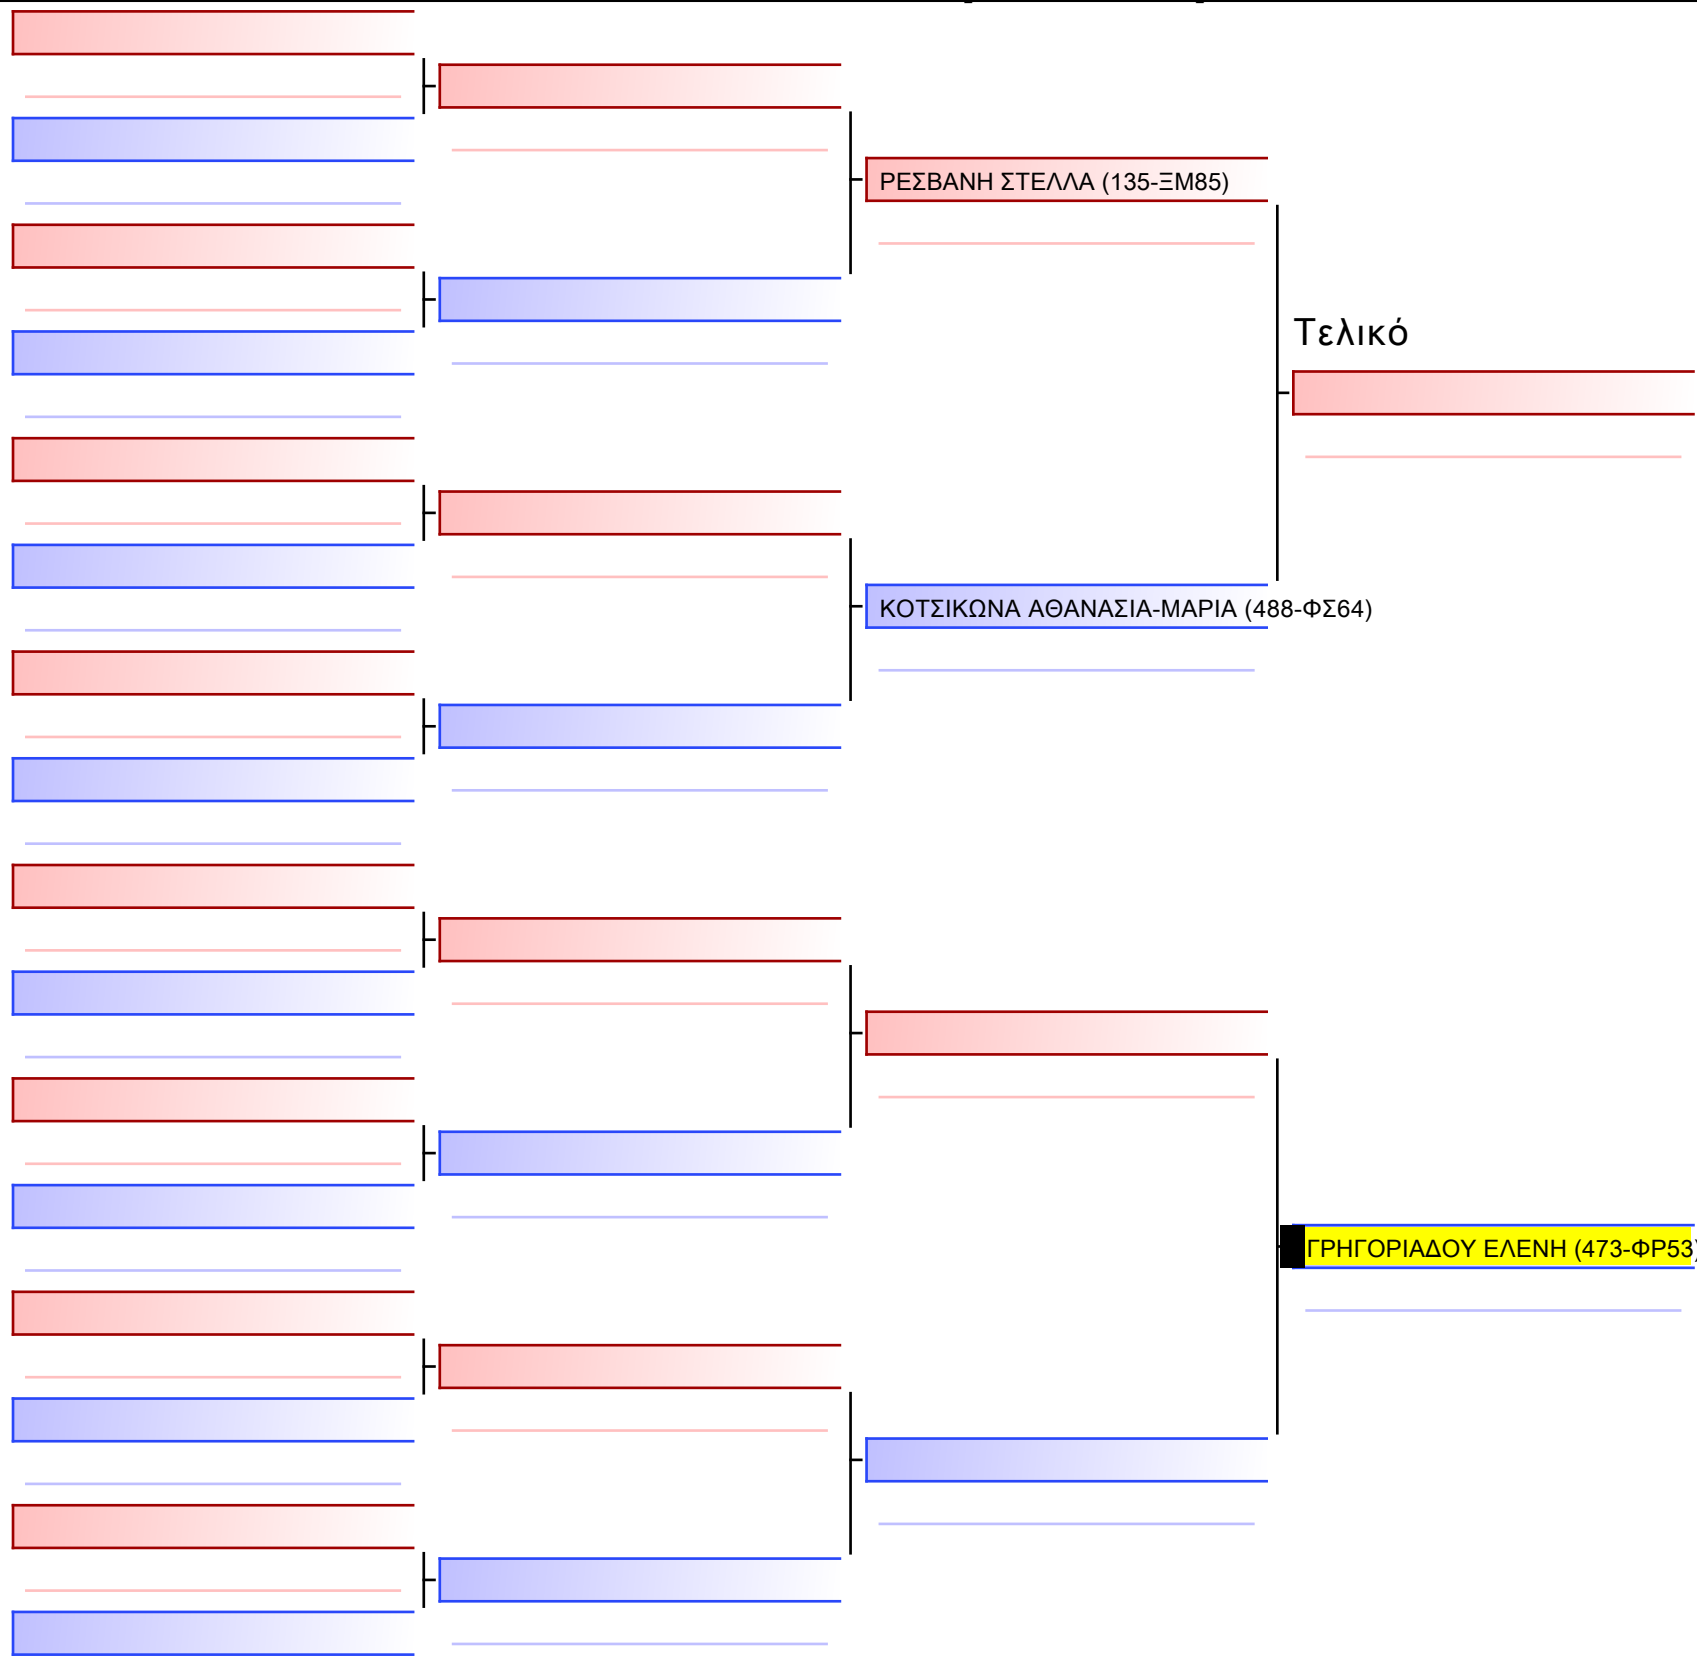 ΡΕΣΒΑΝΗ ΣΤΕΛΛΑ (135-ΞΜ85)
Τελικό
ΚΟΤΣΙΚΩΝΑ ΑΘΑΝΑΣΙΑ-ΜΑΡΙΑ (488-ΦΣ64)
ΓΡΗΓΟΡΙΑΔΟΥ ΕΛΕΝΗ (473-ΦΡ53)